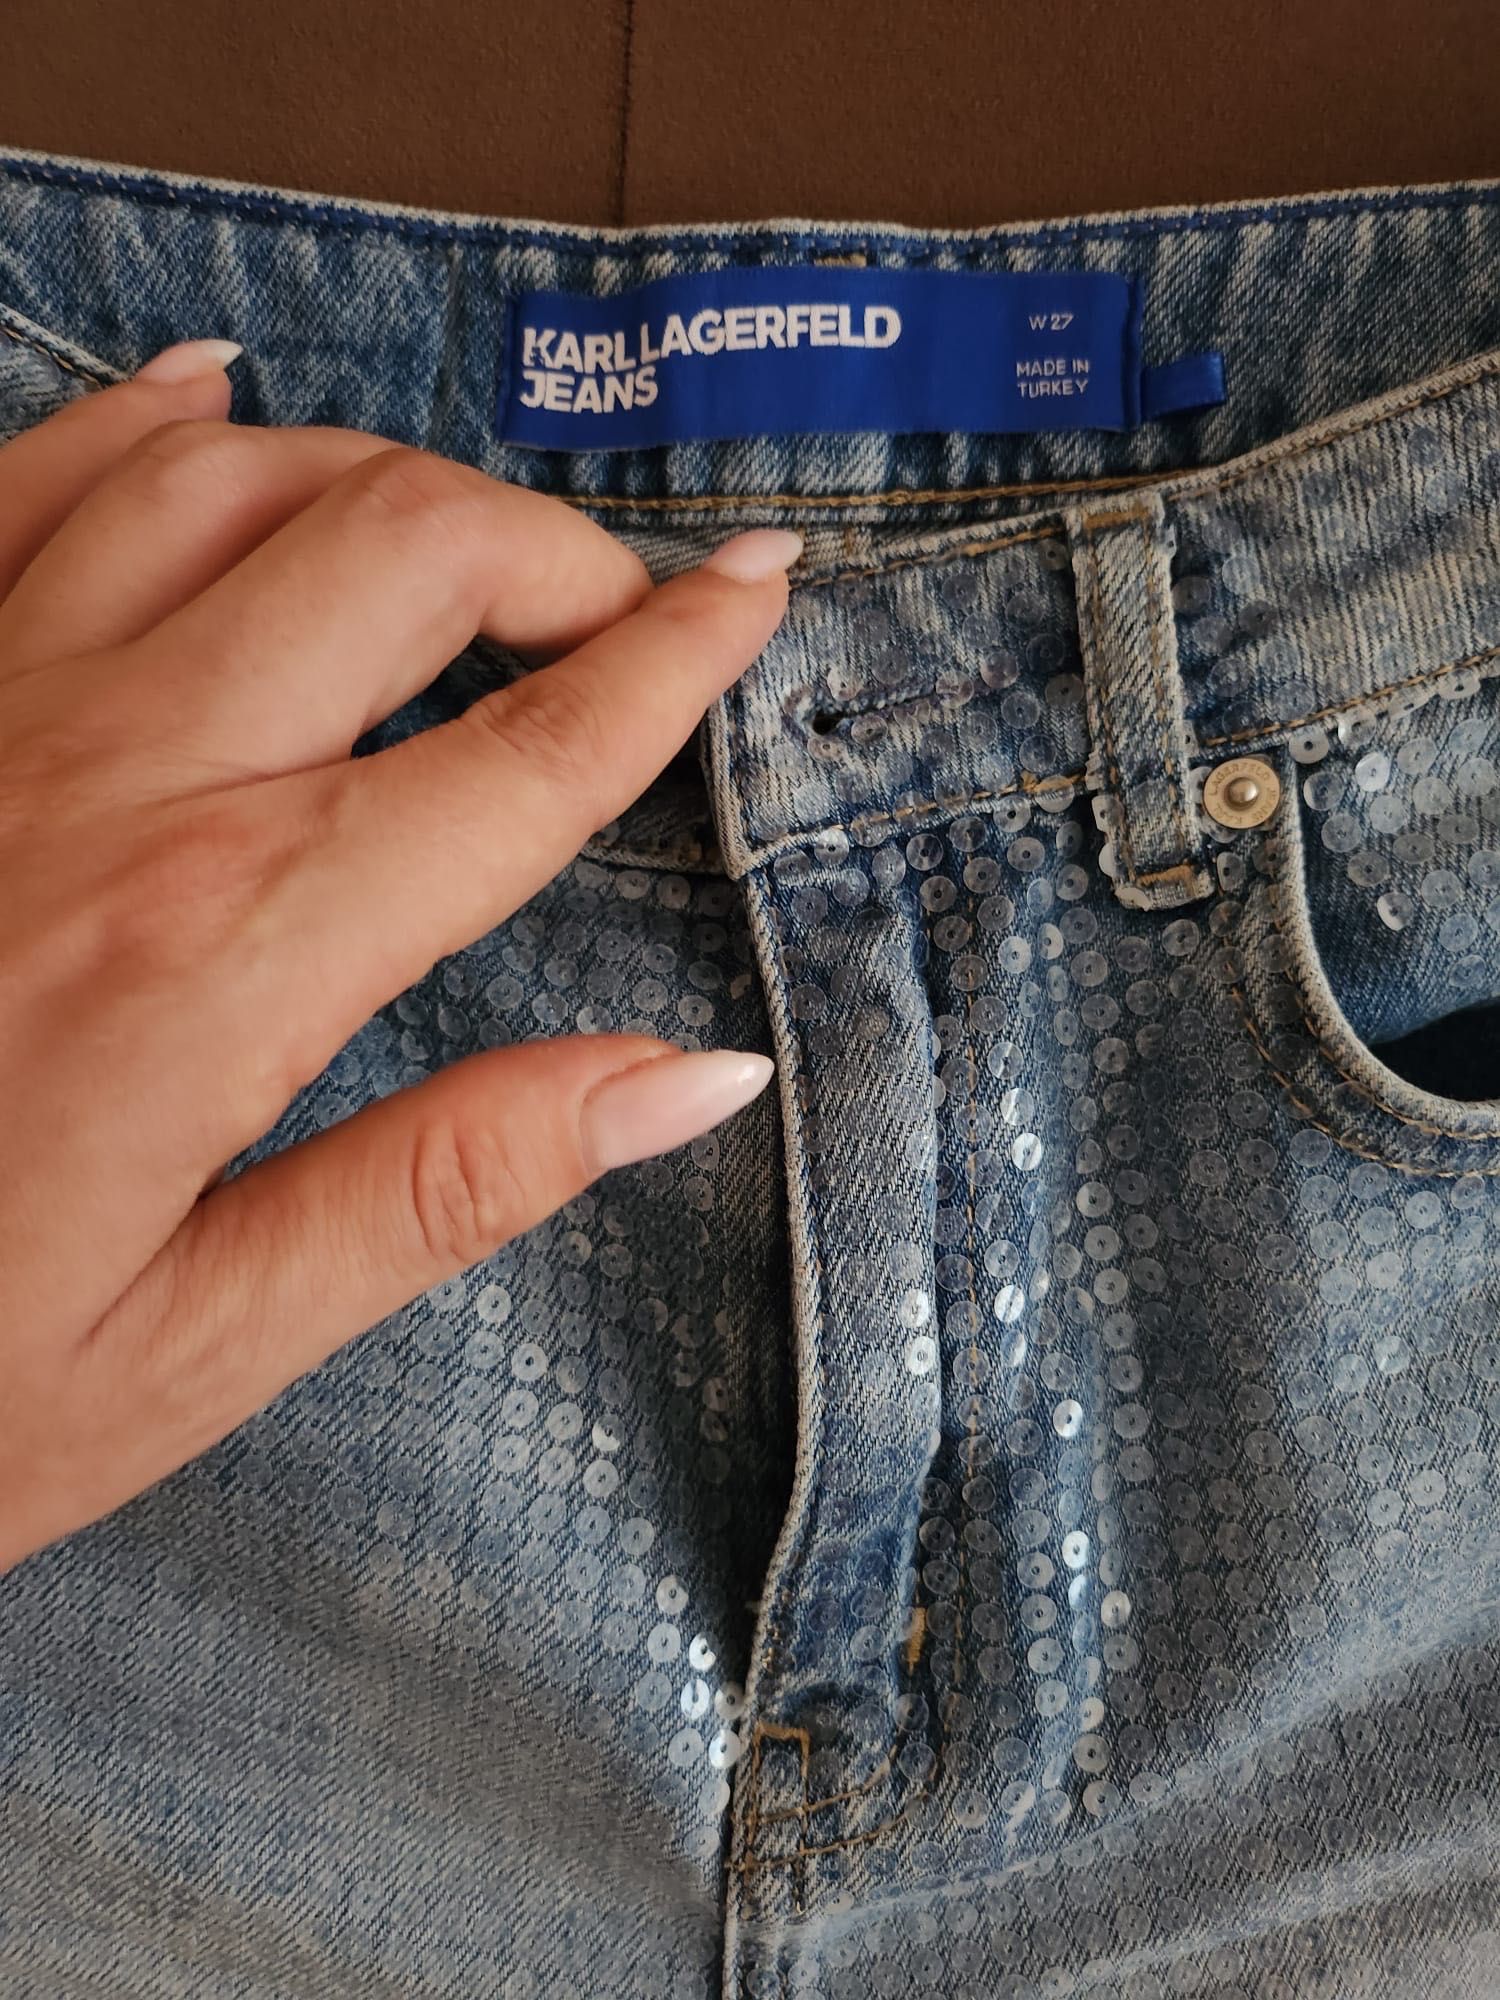 KARL LAGERFELD
JEANS
W 27
MADE IN
TURKEY